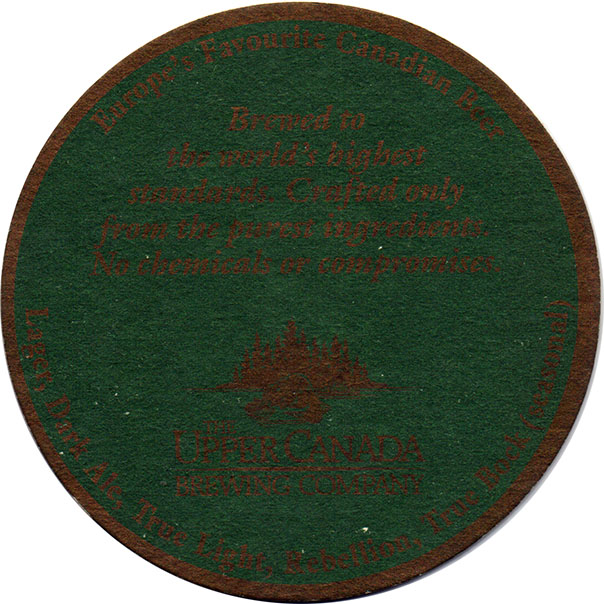 Europe's Favourite Canadian Beer
Brewed to
the world's highest
standards. Crafted only
from the purest ingredients.
No chemicals or compromises.
THE
UPPER CANADA
BREWING COMPANY
Lager, Dark Ale, True Light, Rebellion, True Bock (seasonal)